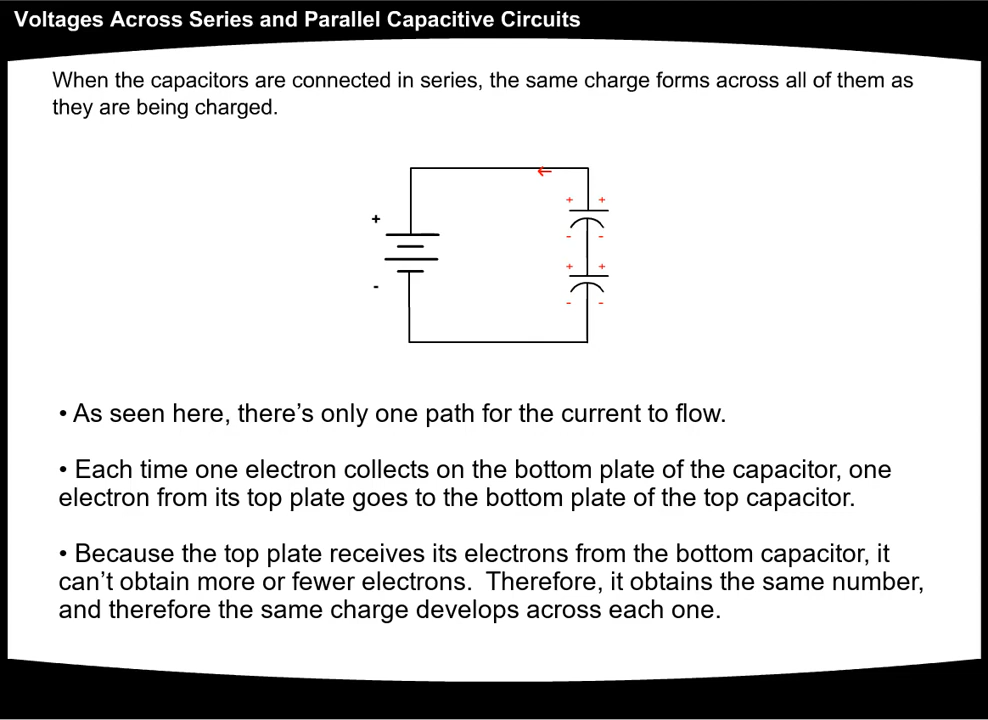 Voltages Across Series and Parallel Capacitive Circuits
When the capacitors are connected in series, the same charge forms across all of them as
they are being charged.
+ +
+
- -
+ +
-
- -
• As seen here, there’s only one path for the current to flow.
• Each time one electron collects on the bottom plate of the capacitor, one
electron from its top plate goes to the bottom plate of the top capacitor.
• Because the top plate receives its electrons from the bottom capacitor, it
can’t obtain more or fewer electrons.  Therefore, it obtains the same number,
and therefore the same charge develops across each one.